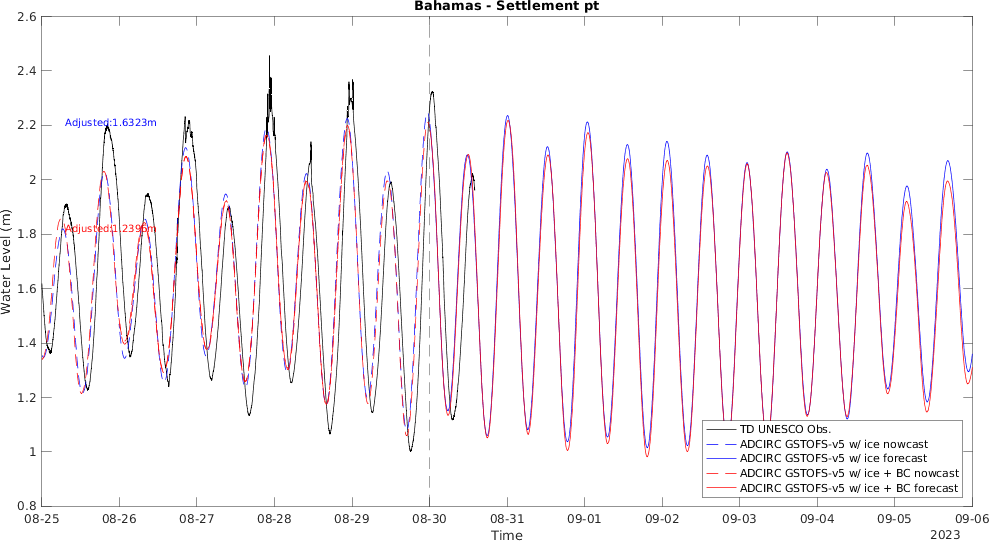 Bahamas - Settlement pt
2.6
2.4
2.2
2
1.8
1.6
1.4
1.2
1
0.8
Water Level (m)
Adjusted:1.6323m
Adjusted:1.2395m
TD UNESCO Obs.
ADCIRC GSTOFS-v5 w/ ice nowcast
ADCIRC GSTOFS-v5 w/ ice forecast
ADCIRC GSTOFS-v5 w/ ice + BC nowcast
ADCIRC GSTOFS-v5 w/ ice + BC forecast
08-25 08-26 08-27 08-28 08-29 08-30 08-31 09-01 09-02 09-03 09-04 09-05 09-06
Time
2023